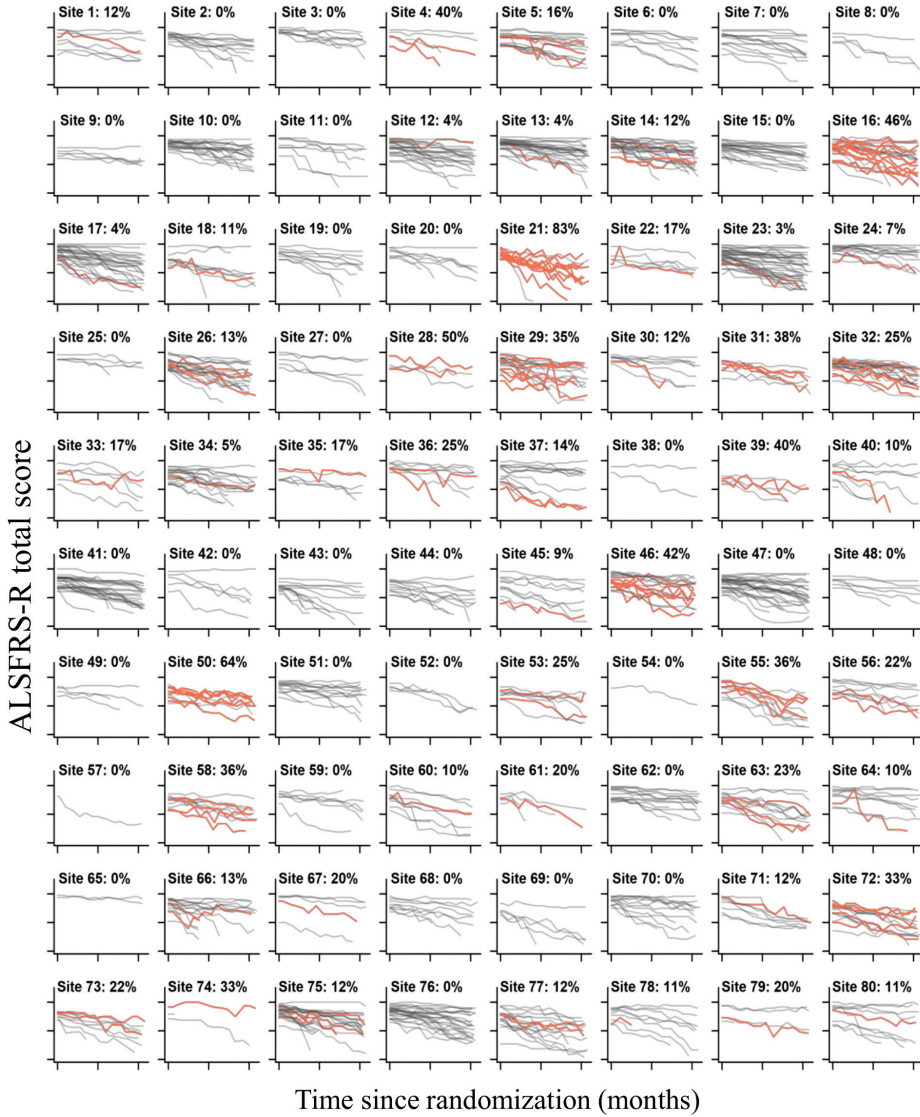 Site 1: 12% Site 2: 0% Site 3: 0% Site 4: 40% Site 5: 16% Site 6: 0% Site 7: 0% Site 8: 0%
Site 9: 0% Site 10: 0% Site 11: 0% Site 12: 4% Site 13: 4% Site 14: 12% Site 15: 0% Site 16: 46%
Site 17: 4% Site 18: 11% Site 19: 0% Site 20: 0% Site 21: 83% Site 22: 17% Site 23: 3% Site 24: 7%
Site 25: 0% Site 26: 13% Site 27: 0% Site 28: 50% Site 29: 35% Site 30: 12% Site 31: 38% Site 32: 25%
Site 33: 17% Site 34: 5% Site 35: 17% Site 36: 25% Site 37: 14% Site 38: 0% Site 39: 40% Site 40: 10%
Site 41: 0% Site 42: 0% Site 43: 0% Site 44: 0% Site 45: 9% Site 46: 42% Site 47: 0% Site 48: 0%
Site 49: 0% Site 50: 64% Site 51: 0% Site 52: 0% Site 53: 25% Site 54: 0% Site 55: 36% Site 56: 22%
Site 57: 0% Site 58: 36% Site 59: 0% Site 60: 10% Site 61: 20% Site 62: 0% Site 63: 23% Site 64: 10%
Site 65: 0% Site 66: 13% Site 67: 20% Site 68: 0% Site 69: 0% Site 70: 0% Site 71: 12% Site 72: 33%
Site 73: 22% Site 74: 33% Site 75: 12% Site 76: 0% Site 77: 12% Site 78: 11% Site 79: 20% Site 80: 11%
ALSFRS-R total score
Time since randomization (months)